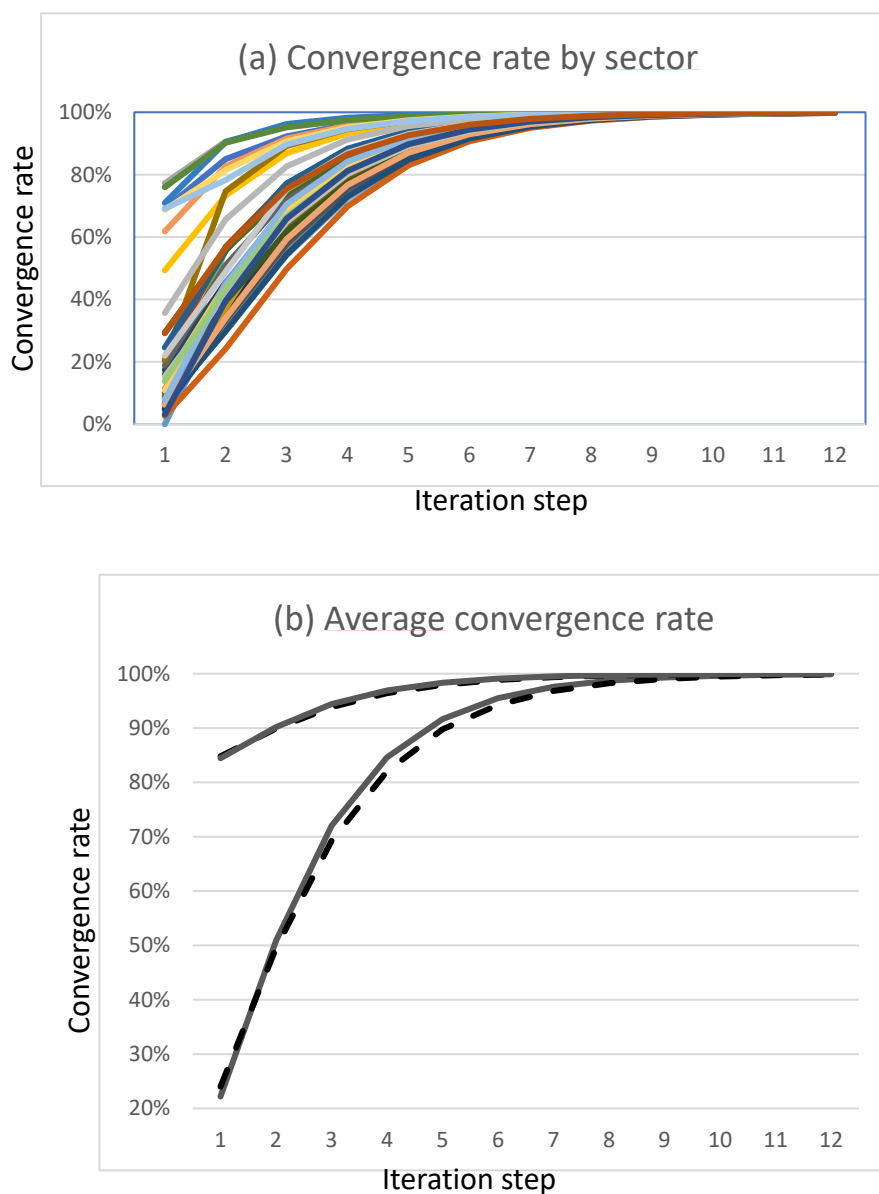 (a) Convergence rate by sector
100%
80%
60%
40%
20%
0%
Convergence rate
1 2 3 4 5 6 7 8 9 10 11 12
Iteration step
(b) Average convergence rate
100%
90%
80%
70%
60%
50%
40%
30%
20%
Convergence rate
1 2 3 4 5 6 7 8 9 10 11 12
Iteration step